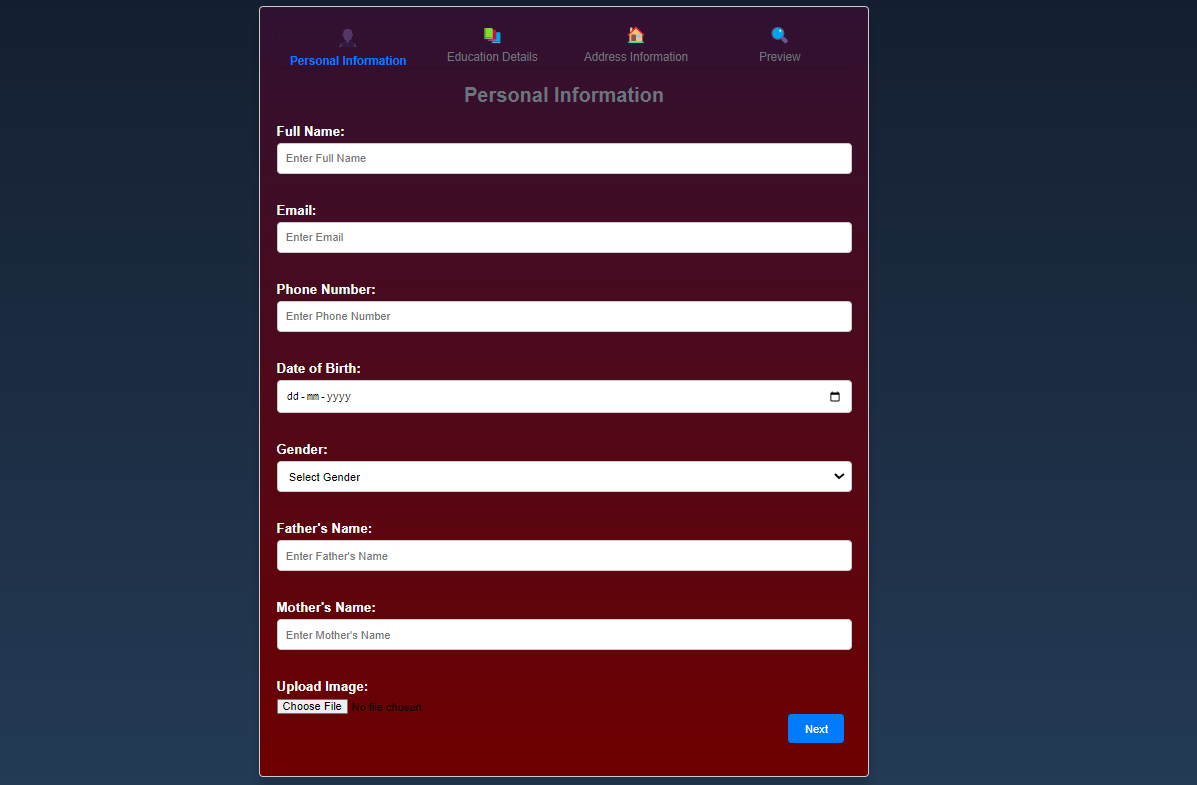 Personal Information Education Details Address Information Preview
Personal Information
Full Name:
Enter Full Name
Email:
Enter Email
Phone Number:
Enter Phone Number
Date of Birth:
dd-mm-yyyy
Gender:
Select Gender
Father's Name:
Enter Father's Name
Mother's Name:
Enter Mother's Name
Upload Image:
Choose File No file chosen
Next